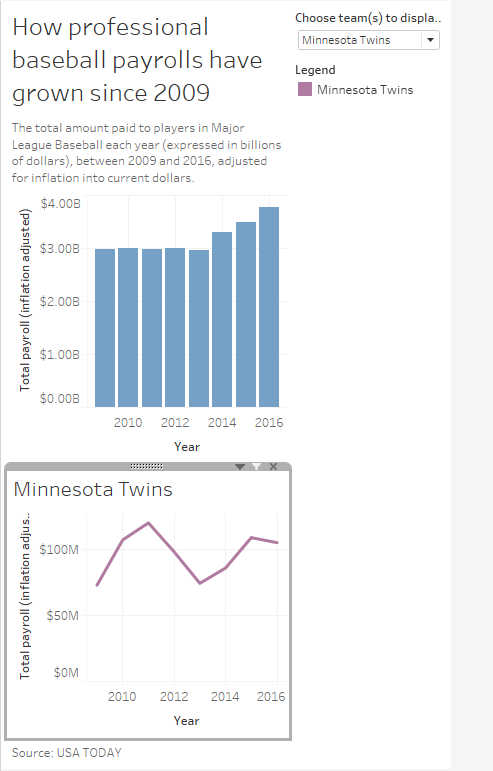 How professional
baseball payrolls have
grown since 2009
The total amount paid to players in Major
League Baseball each year (expressed in billions
of dollars), between 2009 and 2016, adjusted
for inflation into current dollars.
Choose team(s) to displa..
Minnesota Twins
Legend
Minnesota Twins
Total payroll (inflation adjusted)
$4.00B
$3.00B
$2.00B
$1.00B
$0.00B
2010 2012 2014 2016
Year
Minnesota Twins
Total payroll (inflation adjus..
$100M
$50M
$0M
2010 2012 2014 2016
Year
Source: USA TODAY